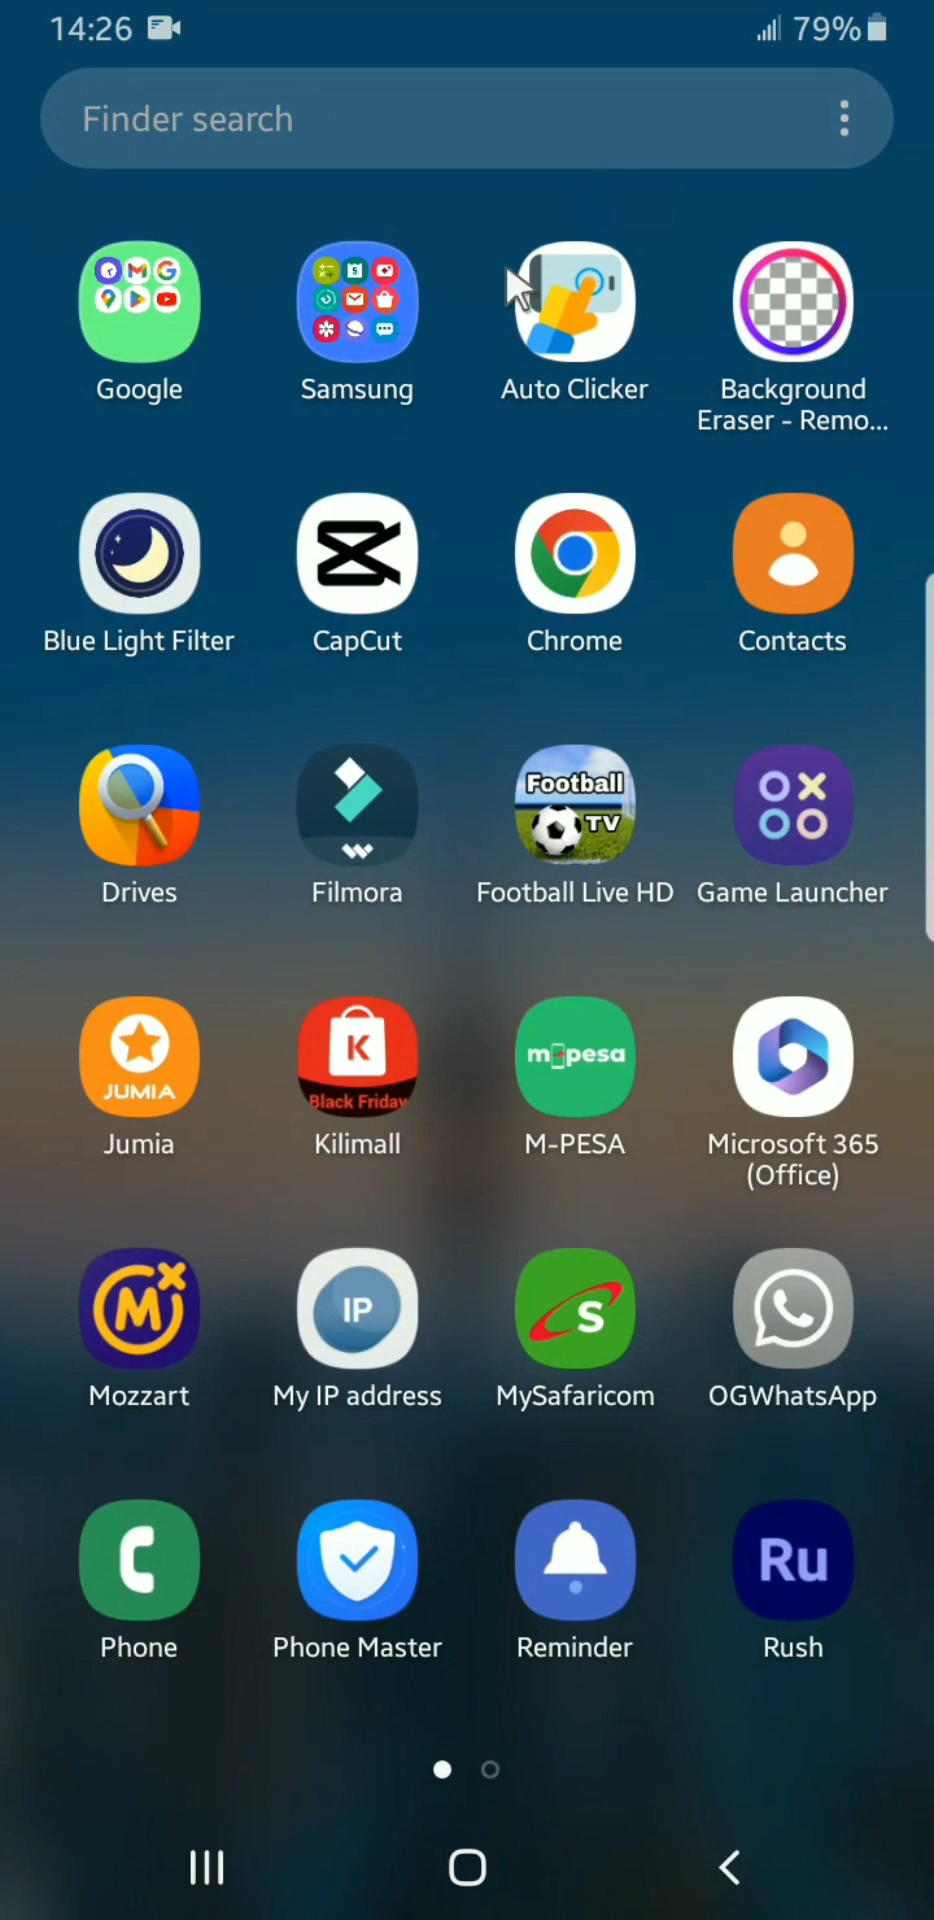 14:26
79%
Finder search
Google
Samsung
Auto Clicker
Background
Eraser - Remo...
Blue Light Filter
CapCut
Chrome
Contacts
Football
TV
Drives
Filmora
Football Live HD
Game Launcher
JUMIA
K
Black Friday
m-pesa
Jumia
Kilimall
M-PESA
Microsoft 365
(Office)
M
IP
S
Mozzart
My IP address
MySafaricom
OGWhatsApp
Ru
Phone
Phone Master
Reminder
Rush